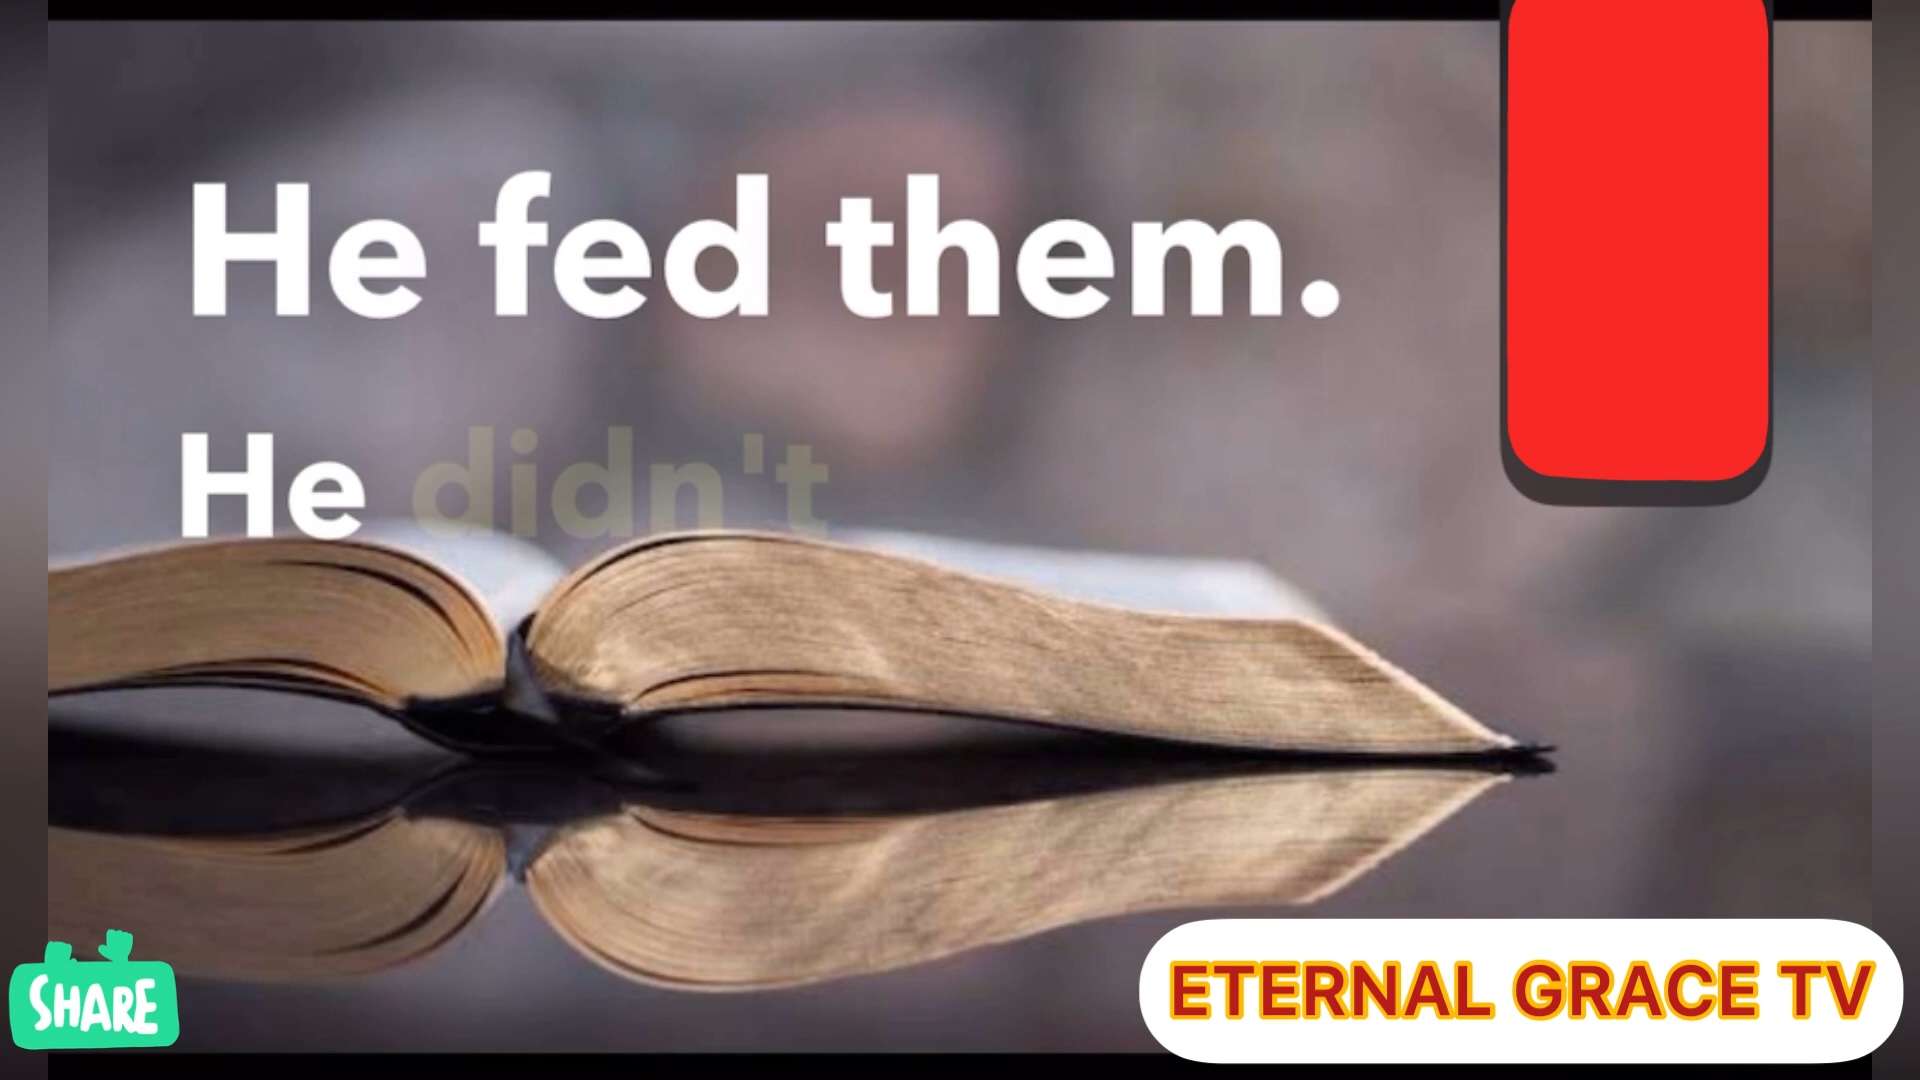 He fed them.
He didn't
SHARE
ETERNAL GRACE TV